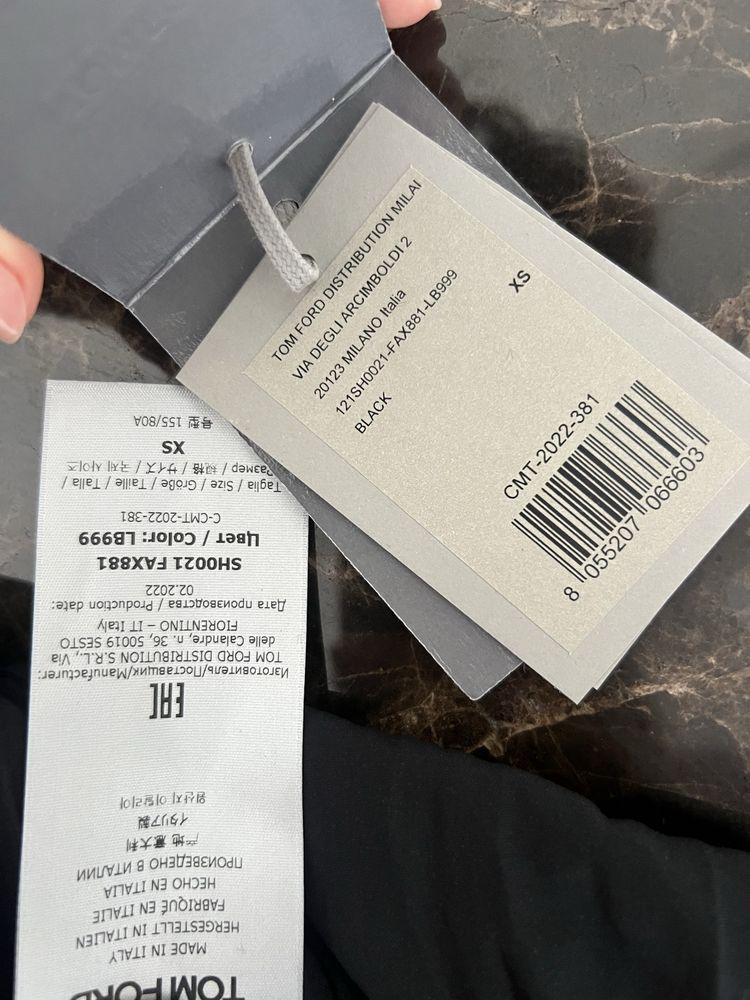 TOM FORD DISTRIBUTION MILAI
VIA DEGLI ARCIMBOLDI 2
20123 MILANO Italia
121SH0021-FAX881-LB999
BLACK
XS
CMT-2022-381
8 055207 066603
TOM FORD
MADE IN ITALY
HERGESTELLT IN ITALIEN
FABRIQUÉ EN ITALIE
HECHO EN ITALIA
ПРОИЗВЕДЕНО В ИТАЛИИ
产地 意大利
イタリア製
원산지 이탈리아
EAC
Изготовитель/Поставщик/Manufacturer:
TOM FORD DISTRIBUTION S.R.L., Via
delle Calandre, n. 36, 50019 SESTO
FIORENTINO – IT Italy
Дата производства / Production date:
02.2022
SH0021 FAX881
Цвет / Color: LB999
C-CMT-2022-381
Taglia / Size / Größe / Taille / Talla /
Размер / 規格 / サイズ / 국제 사이즈
XS
号型 155/80A